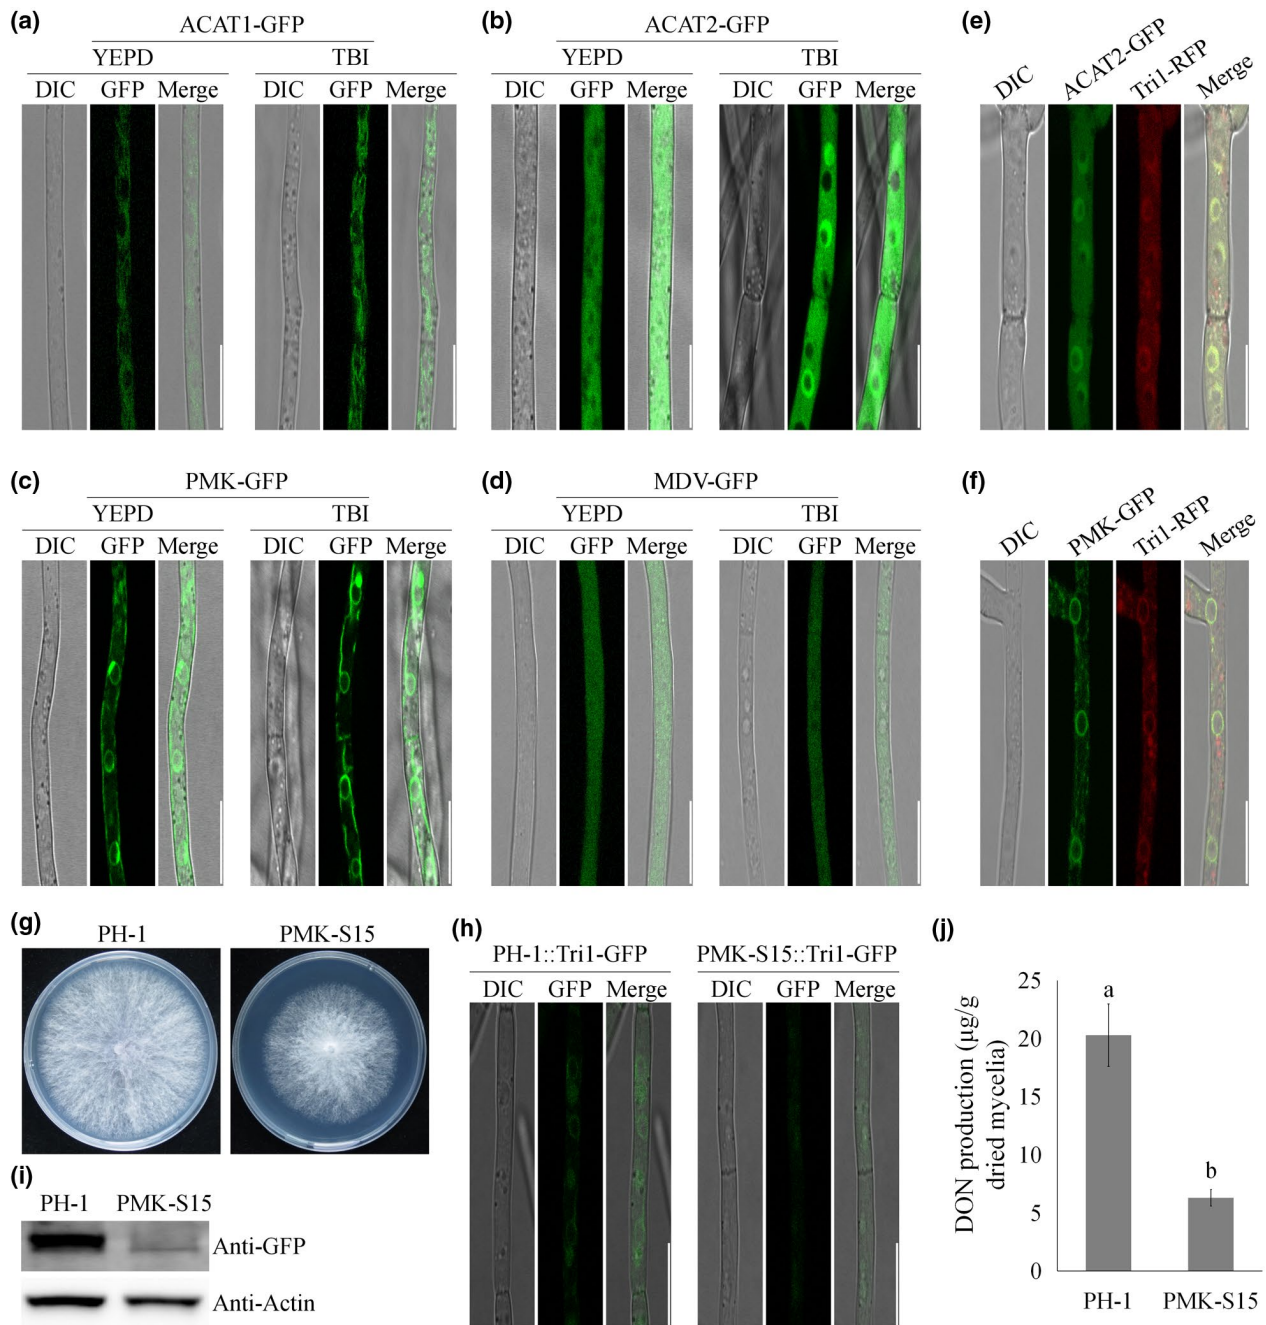 (a)
ACAT1-GFP
YEPD TBI
DIC GFP Merge DIC GFP Merge
(b)
ACAT2-GFP
YEPD TBI
DIC GFP Merge DIC GFP Merge
(e)
DIC
ACAT2-GFP
Tri1-RFP
Merge
(c)
PMK-GFP
YEPD TBI
DIC GFP Merge DIC GFP Merge
(d)
MDV-GFP
YEPD TBI
DIC GFP Merge DIC GFP Merge
(f)
DIC
PMK-GFP
Tri1-RFP
Merge
(g)
PH-1 PMK-S15
(i)
PH-1 PMK-S15
Anti-GFP
Anti-Actin
(h)
PH-1::Tri1-GFP PMK-S15::Tri1-GFP
DIC GFP Merge DIC GFP Merge
(j)
DON production (μg/g
dried mycelia)
25
20
15
10
5
0
a
b
PH-1 PMK-S15